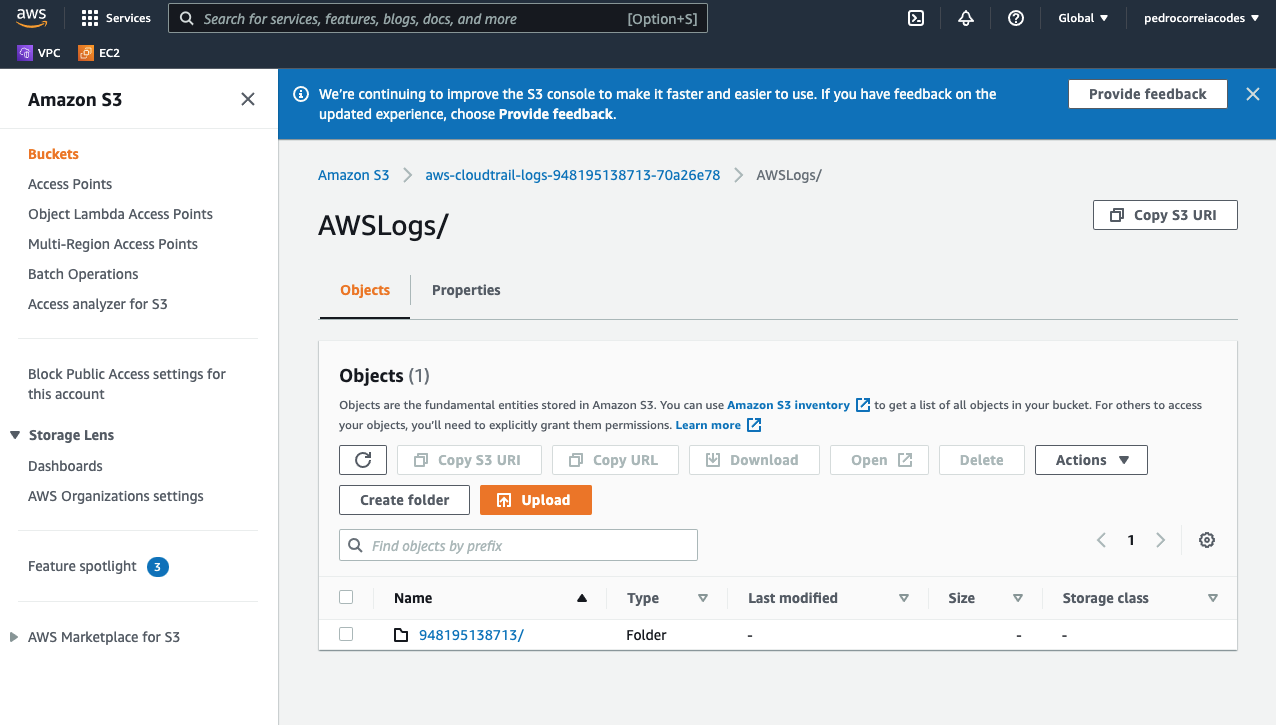 aws
Services
Search for services, features, blogs, docs, and more [Option+S]
Global
pedrocorreiacodes
VPC
EC2
Amazon S3
Buckets
Access Points
Object Lambda Access Points
Multi-Region Access Points
Batch Operations
Access analyzer for S3
Block Public Access settings for
this account
Storage Lens
Dashboards
AWS Organizations settings
Feature spotlight 3
AWS Marketplace for S3
We're continuing to improve the S3 console to make it faster and easier to use. If you have feedback on the
updated experience, choose Provide feedback.
Provide feedback
Amazon S3 > aws-cloudtrail-logs-948195138713-70a26e78 > AWSLogs/
AWSLogs/
Copy S3 URI
Objects
Properties
Objects (1)
Objects are the fundamental entities stored in Amazon S3. You can use Amazon S3 inventory to get a list of all objects in your bucket. For others to access
your objects, you'll need to explicitly grant them permissions. Learn more
Copy S3 URI
Copy URL
Download
Open
Delete
Actions
Create folder
Upload
Find objects by prefix
1
Name Type Last modified Size Storage class
948195138713/ Folder - - -